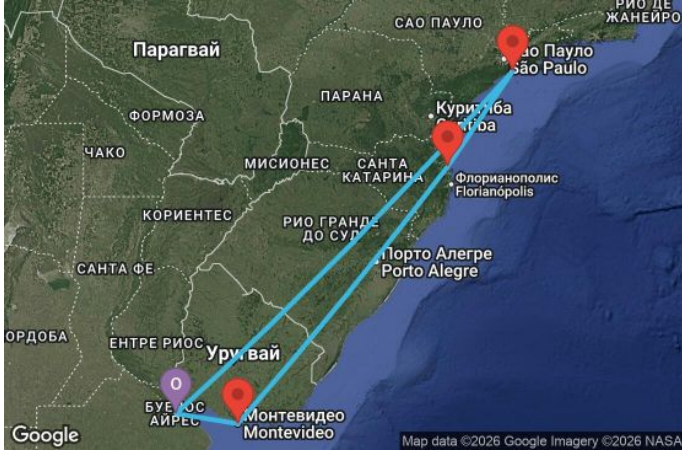 РИО ДЕ
ЖАНЕЙРО
САО ПАУЛО
Парагвай
Сао Пауло
São Paulo
ПАРАНА
Куритиба
Curitiba
ФОРМОЗА
ЧАКО
МИСИОНЕС
САНТА
КАТАРИНА
Флорианополис
Florianópolis
КОРИЕНТЕС
РИО ГРАНДЕ
ДО СУЛ
Порто Алегре
Porto Alegre
САНТА ФЕ
ОРДОБА
ЕНТРЕ РИОС
Уругвай
O
БУЕНОС
АЙРЕС
Монтевидео
Montevideo
Google
Map data ©2026 Google Imagery ©2026 NASA